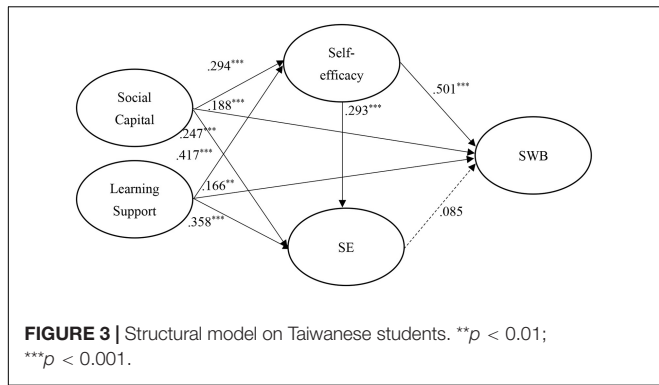 Self-
efficacy
.294***
.501***
Social
Capital
.188***
.293***
.247***
SWB
.417***
Learning
Support
.166**
.358***
.085
SE
FIGURE 3 | Structural model on Taiwanese students. **p < 0.01;
***p < 0.001.